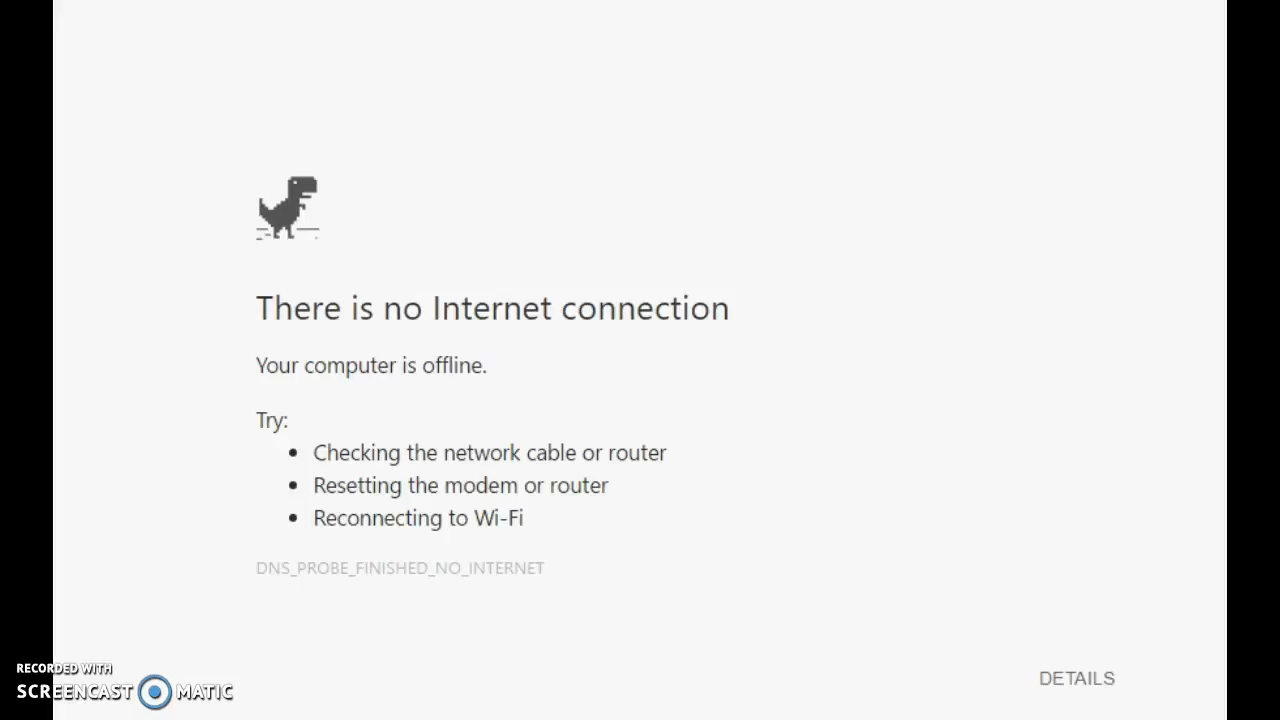 There is no Internet connection
Your computer is offline.
Try:
Checking the network cable or router
Resetting the modem or router
Reconnecting to Wi-Fi
DNS_PROBE_FINISHED_NO_INTERNET
DETAILS
RECORDED WITH
SCREENCAST MATIC